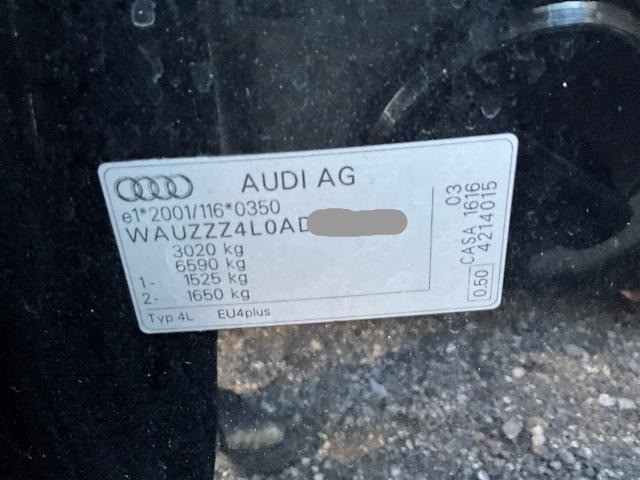 AUDI AG
e1*2001/116*0350
WAUZZZ4L0AD
3020 kg
6590 kg
1- 1525 kg
2- 1650 kg
Typ 4L EU4plus
03
CASA 1616
4214015
0.50